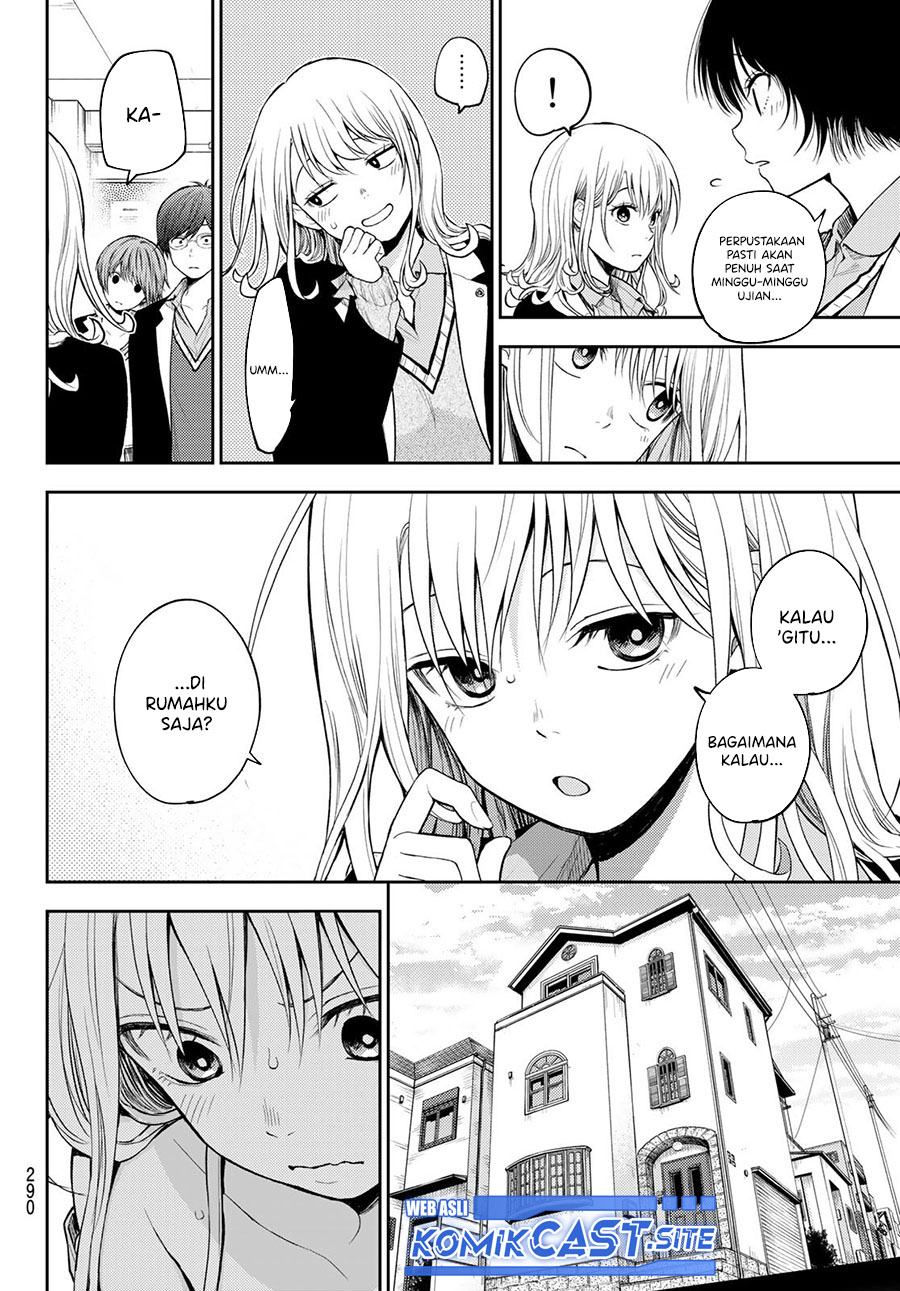 !
PERPUSTAKAAN
PASTI AKAN
PENUH SAAT
MINGGU-MINGGU
UJIAN...
......
UMM...
KA-
KALAU
'GITU...
BAGAIMANA
KALAU...
...DI
RUMAHKU
SAJA?
290
WEB ASLI
KOMIKCAST.SITE